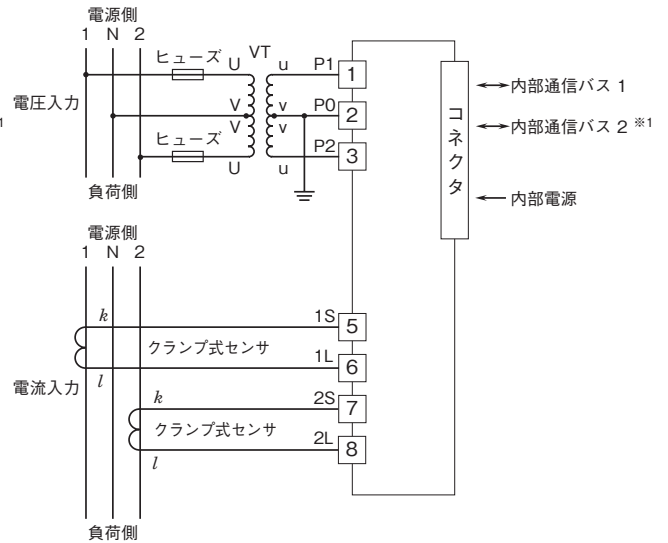 電源側
1 N 2
ヒューズ
U
VT
u
P1
1
電圧入力
1
V
v
P0
2
V
v
ヒューズ
P2
3
U
u
負荷側
コネクタ
内部通信バス 1
内部通信バス 2 ※1
内部電源
電源側
1 N 2
k
1S
5
クランプ式センサ
電流入力
l
1L
6
k
2S
7
クランプ式センサ
2L
8
l
負荷側